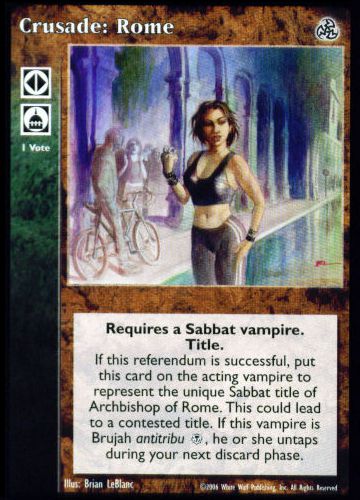 Crusade: Rome
1 Vote
Requires a Sabbat vampire.
Title.
If this referendum is successful, put
this card on the acting vampire to
represent the unique Sabbat title of
Archbishop of Rome. This could lead
to a contested title. If this vampire is
Brujah antitribu , he or she untaps
during your next discard phase.
Illus: Brian LeBlanc
©2006 White Wolf Publishing, Inc. All Rights Reserved